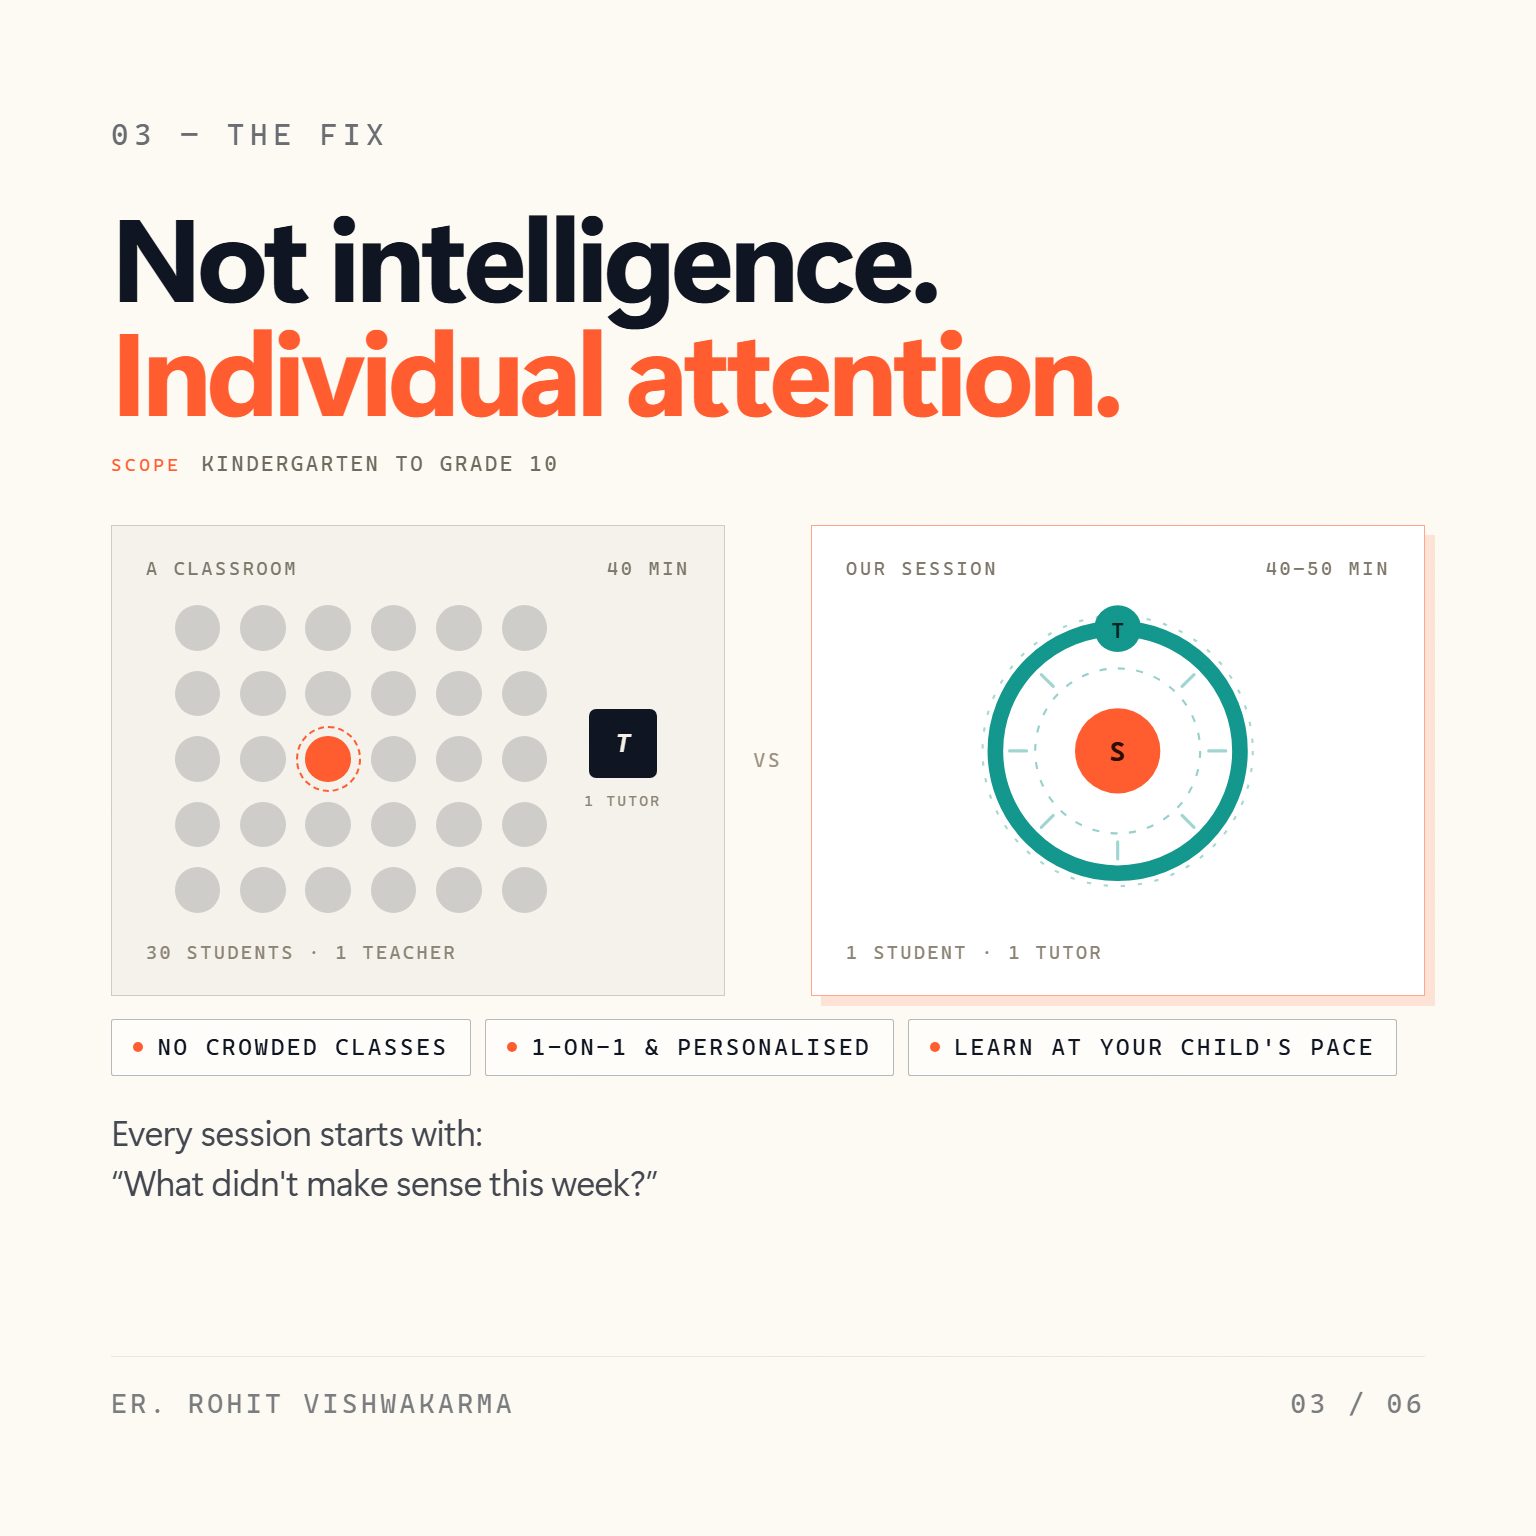 03 — THE FIX
Not intelligence.
Individual attention.
SCOPE KINDERGARTEN TO GRADE 10
A CLASSROOM 40 MIN
T
1 TUTOR
30 STUDENTS · 1 TEACHER
VS
OUR SESSION 40–50 MIN
T
S
1 STUDENT · 1 TUTOR
NO CROWDED CLASSES
1-ON-1 & PERSONALISED
LEARN AT YOUR CHILD'S PACE
Every session starts with:
“What didn't make sense this week?”
ER. ROHIT VISHWAKARMA 03 / 06